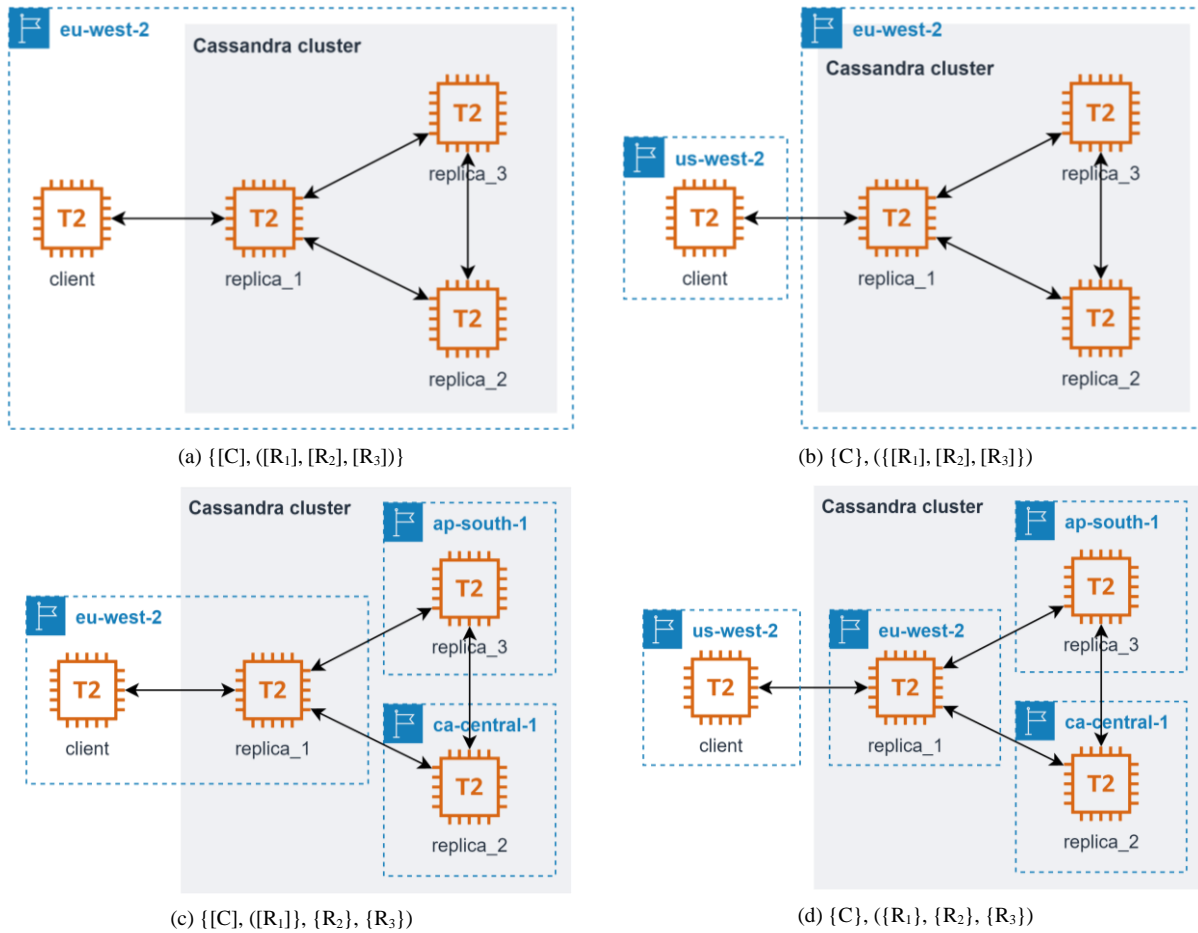 eu-west-2
Cassandra cluster
T2
replica_3
T2
client
T2
replica_1
T2
replica_2
(a) {[C], ([R₁], [R₂], [R₃])}
eu-west-2
Cassandra cluster
T2
replica_3
us-west-2
T2
client
T2
replica_1
T2
replica_2
(b) {C}, ({[R₁], [R₂], [R₃]})
Cassandra cluster
ap-south-1
T2
replica_3
eu-west-2
T2
client
T2
replica_1
ca-central-1
T2
replica_2
(c) {[C], ([R₁]}, {R₂}, {R₃})
Cassandra cluster
ap-south-1
T2
replica_3
us-west-2
T2
client
eu-west-2
T2
replica_1
ca-central-1
T2
replica_2
(d) {C}, ({R₁}, {R₂}, {R₃})